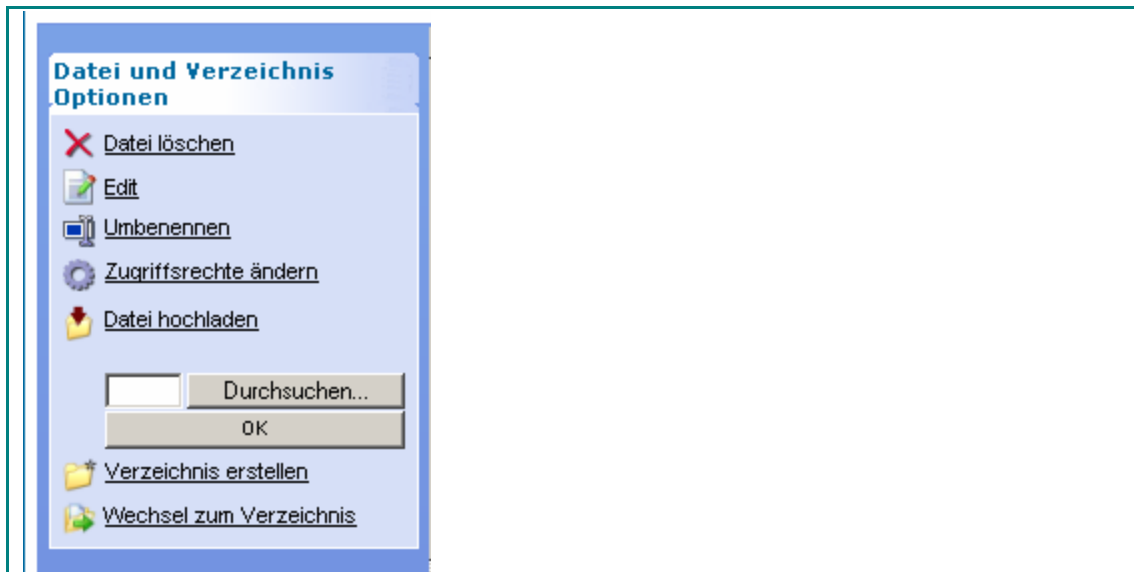 Datei und Verzeichnis
Optionen
Datei löschen
Edit
Umbenennen
Zugriffsrechte ändern
Datei hochladen
Durchsuchen...
OK
Verzeichnis erstellen
Wechsel zum Verzeichnis